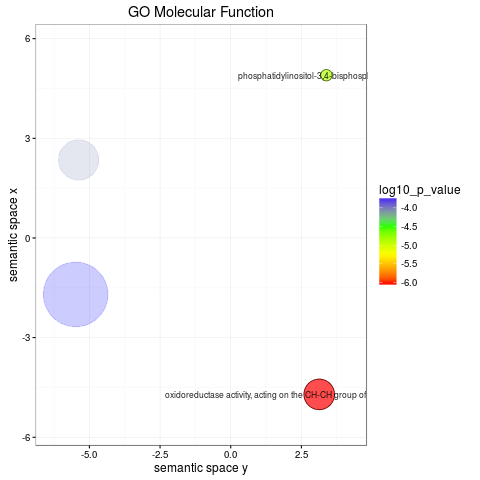 GO Molecular Function
6
phosphatidylinositol-3,4-bisphosp
3
0
-3
oxidoreductase activity, acting on the CH-CH group of
-6
-5.0
-2.5
0.0
2.5
semantic space y
semantic space x
log10_p_value
-4.0
-4.5
-5.0
-5.5
-6.0